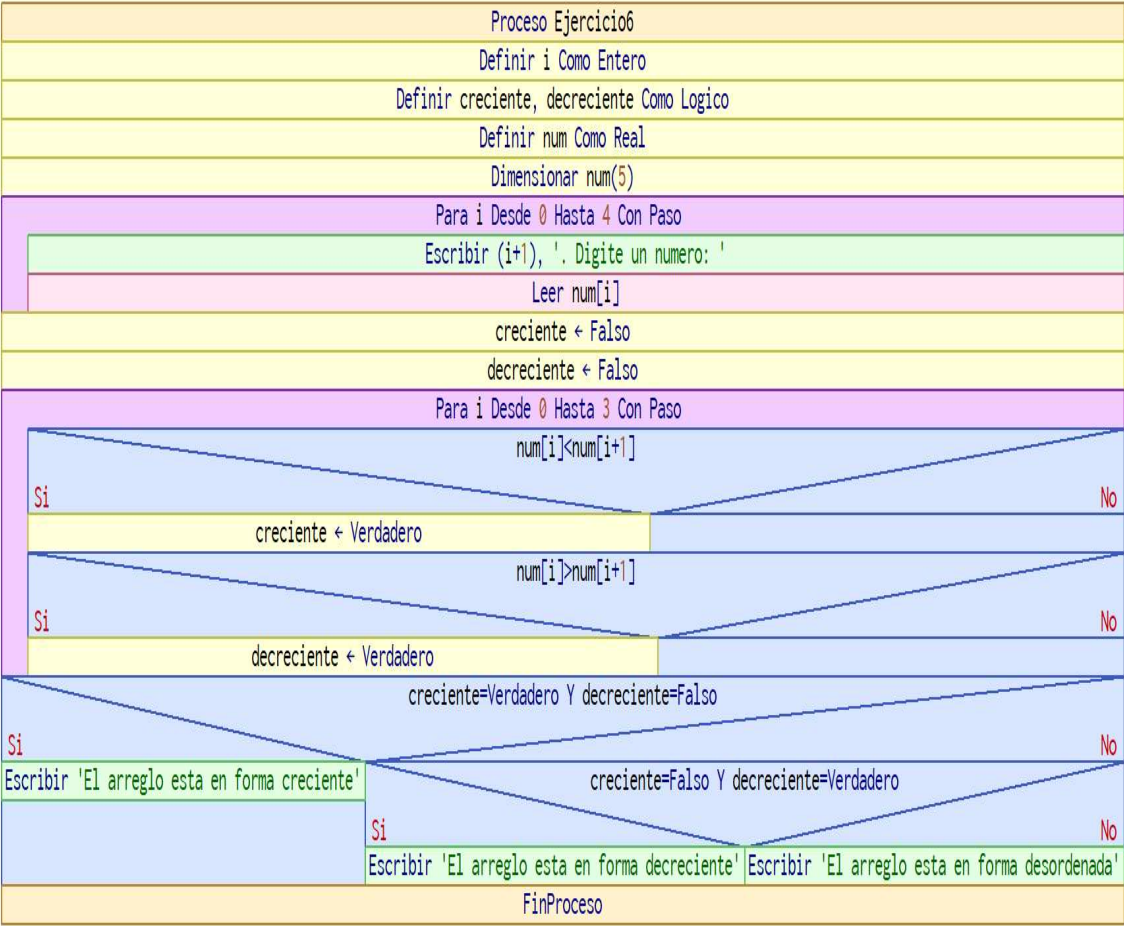 Proceso Ejercicio6
Definir i Como Entero
Definir creciente, decreciente Como Logico
Definir num Como Real
Dimensionar num(5)
Para i Desde 0 Hasta 4 Con Paso
Escribir (i+1), '. Digite un numero: '
Leer num[i]
creciente ← Falso
decreciente ← Falso
Para i Desde 0 Hasta 3 Con Paso
num[i]<num[i+1]
Si No
creciente ← Verdadero
num[i]>num[i+1]
Si No
decreciente ← Verdadero
creciente=Verdadero Y decreciente=Falso
Si No
Escribir 'El arreglo esta en forma creciente'
creciente=Falso Y decreciente=Verdadero
Si No
Escribir 'El arreglo esta en forma decreciente'
Escribir 'El arreglo esta en forma desordenada'
FinProceso